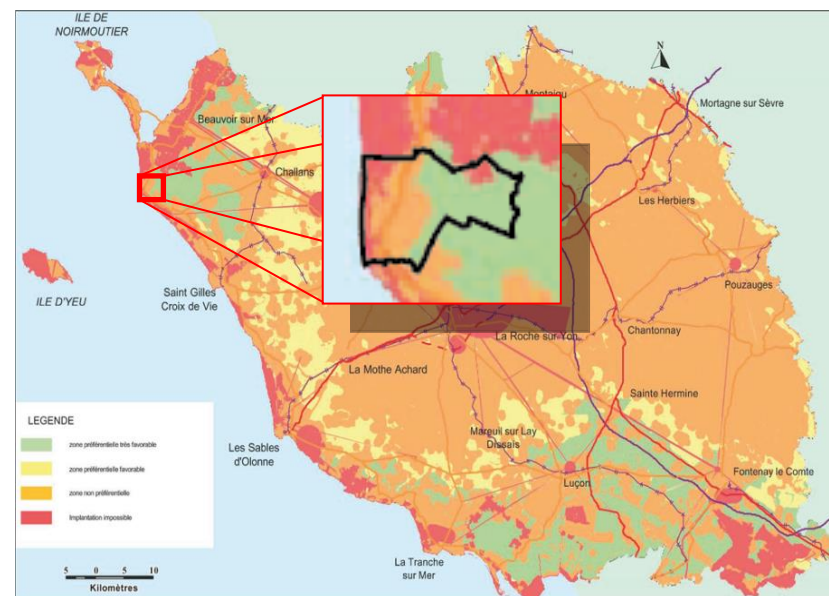 ILE DE
NOIRMOUTIER
N
Montaigu
Mortagne sur Sèvre
Beauvoir sur Mer
Challans
Les Herbiers
ILE D'YEU
Saint Gilles
Croix de Vie
Pouzauges
La Roche sur Yon
Chantonnay
La Mothe Achard
Sainte Hermine
LEGENDE
zone préférentielle très favorable
zone préférentielle favorable
zone non préférentielle
Implantation impossible
Les Sables
d'Olonne
Mareuil sur Lay
Dissais
Fontenay le Comte
Luçon
La Tranche
sur Mer
5 0 5 10
Kilomètres